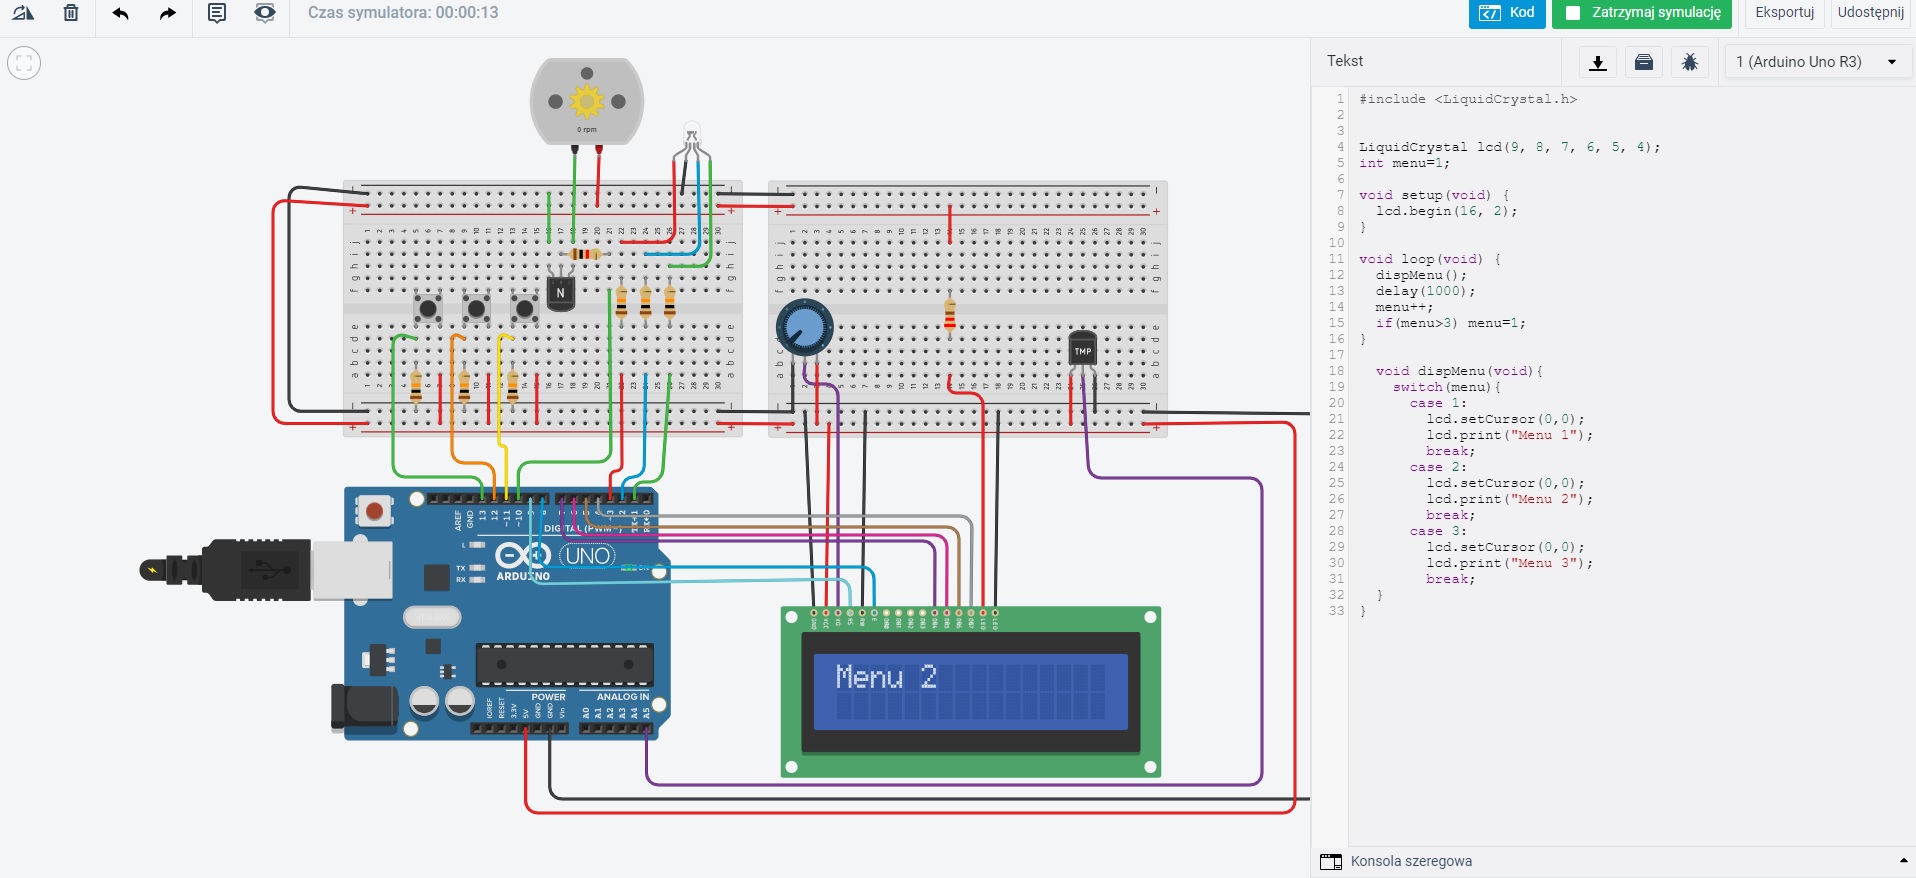 Czas symulatora: 00:00:13
Kod
Zatrzymaj symulację
Eksportuj
Udostępnij
Tekst
1 (Arduino Uno R3)
1 #include <LiquidCrystal.h>
2
3
4 LiquidCrystal lcd(9, 8, 7, 6, 5, 4);
5 int menu=1;
6
7 void setup(void) {
8   lcd.begin(16, 2);
9 }
10
11 void loop(void) {
12   dispMenu();
13   delay(1000);
14   menu++;
15   if(menu>3) menu=1;
16 }
17
18   void dispMenu(void){
19     switch(menu){
20       case 1:
21         lcd.setCursor(0,0);
22         lcd.print("Menu 1");
23         break;
24       case 2:
25         lcd.setCursor(0,0);
26         lcd.print("Menu 2");
27         break;
28       case 3:
29         lcd.setCursor(0,0);
30         lcd.print("Menu 3");
31         break;
32   }
33 }
Konsola szeregowa
0 rpm
N
TMP
AREF
GND
13
12
L
TX
RX
UNO
ARDUINO
POWER
ANALOG IN
IOREF
RESET
3.3V
5V
GND
GND
Vin
A0
A1
A2
A3
A4
A5
Menu 2